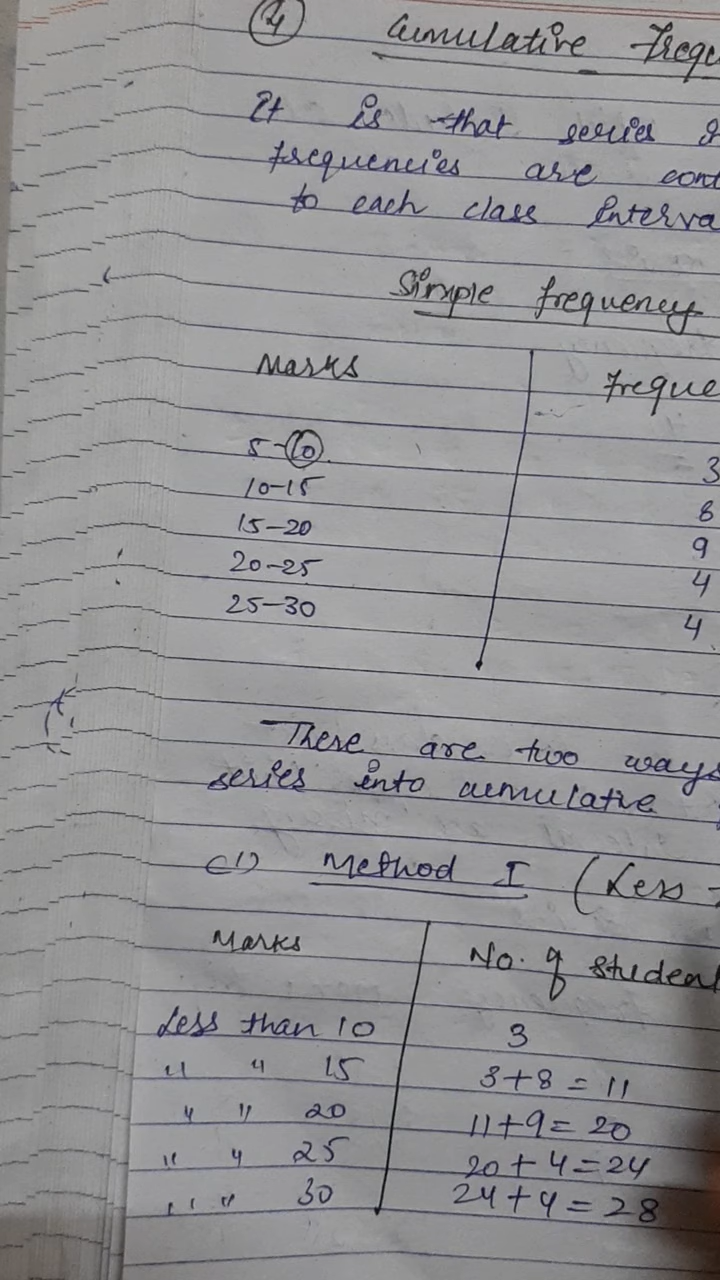 (4) Cumulative Frequ
It is that series
frequencies are cont
to each class interva
Simple frequency
Marks Freque
5-10 3
10-15 8
15-20 9
20-25 4
25-30 4
There are two ways
series into cumulative
(1) Method I (Less
Marks No. of Student
Less than 10 3
" " 15 3+8=11
" " 20 11+9=20
" " 25 20+4=24
" " 30 24+4=28